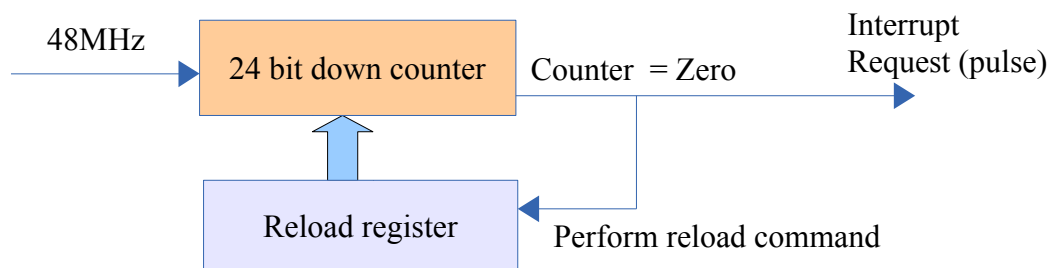 48MHz
24 bit down counter
Counter = Zero
Interrupt
Request (pulse)
Reload register
Perform reload command